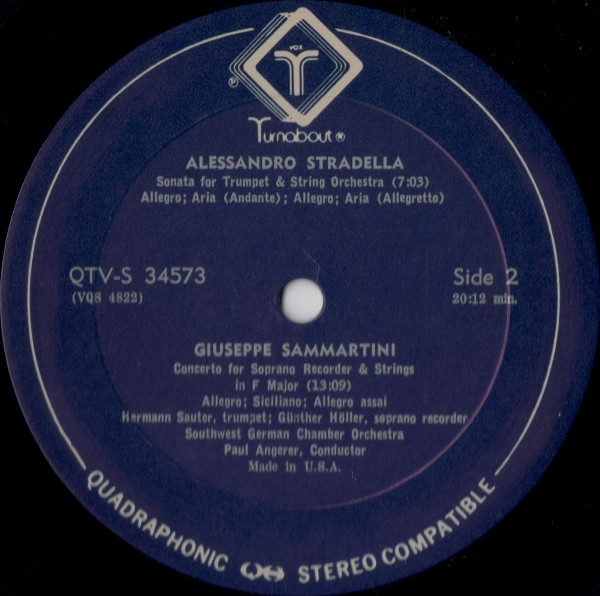 VOX
Turnabout ®
℗
ALESSANDRO STRADELLA
Sonata for Trumpet & String Orchestra (7:03)
Allegro; Aria (Andante); Allegro; Aria (Allegretto)
QTV-S 34573
(VQS 4822)
Side 2
20:12 min.
GIUSEPPE SAMMARTINI
Concerto for Soprano Recorder & Strings
in F Major (13:09)
Allegro; Siciliano; Allegro assai
Hermann Sauter, trumpet; Günther Höller, soprano recorder
Southwest German Chamber Orchestra
Paul Angerer, Conductor
Made in U.S.A.
QUADRAPHONIC QS STEREO COMPATIBLE